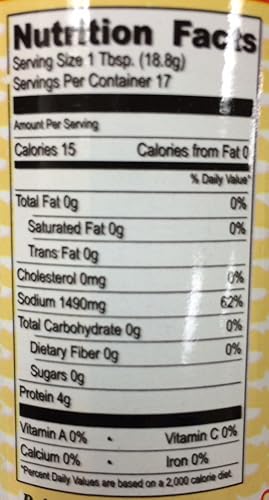 Nutrition Facts
Serving Size 1 Tbsp. (18.8g)
Servings Per Container 17
Amount Per Serving
Calories 15 Calories from Fat 0
% Daily Value*
Total Fat 0g 0%
Saturated Fat 0g 0%
Trans Fat 0g
Cholesterol 0mg 0%
Sodium 1490mg 62%
Total Carbohydrate 0g 0%
Dietary Fiber 0g 0%
Sugars 0g
Protein 4g
Vitamin A 0% • Vitamin C 0%
Calcium 0% • Iron 0%
*Percent Daily Values are based on a 2,000 calorie diet.